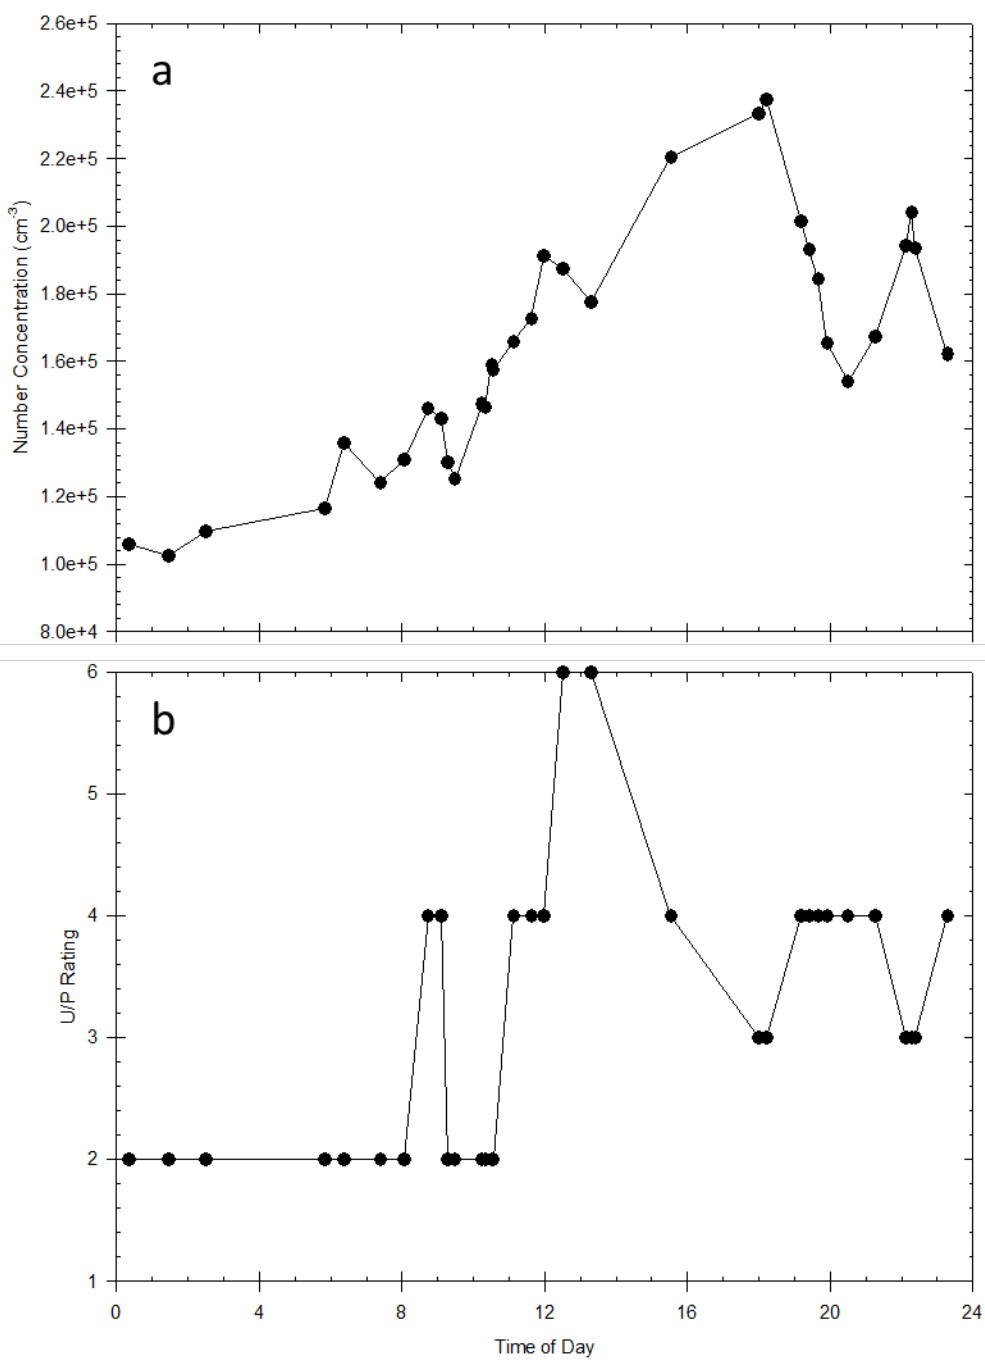 a
Number Concentration (cm-3)
2.6e+5
2.4e+5
2.2e+5
2.0e+5
1.8e+5
1.6e+5
1.4e+5
1.2e+5
1.0e+5
8.0e+4
b
U/P Rating
6
5
4
3
2
1
0 4 8 12 16 20 24
Time of Day